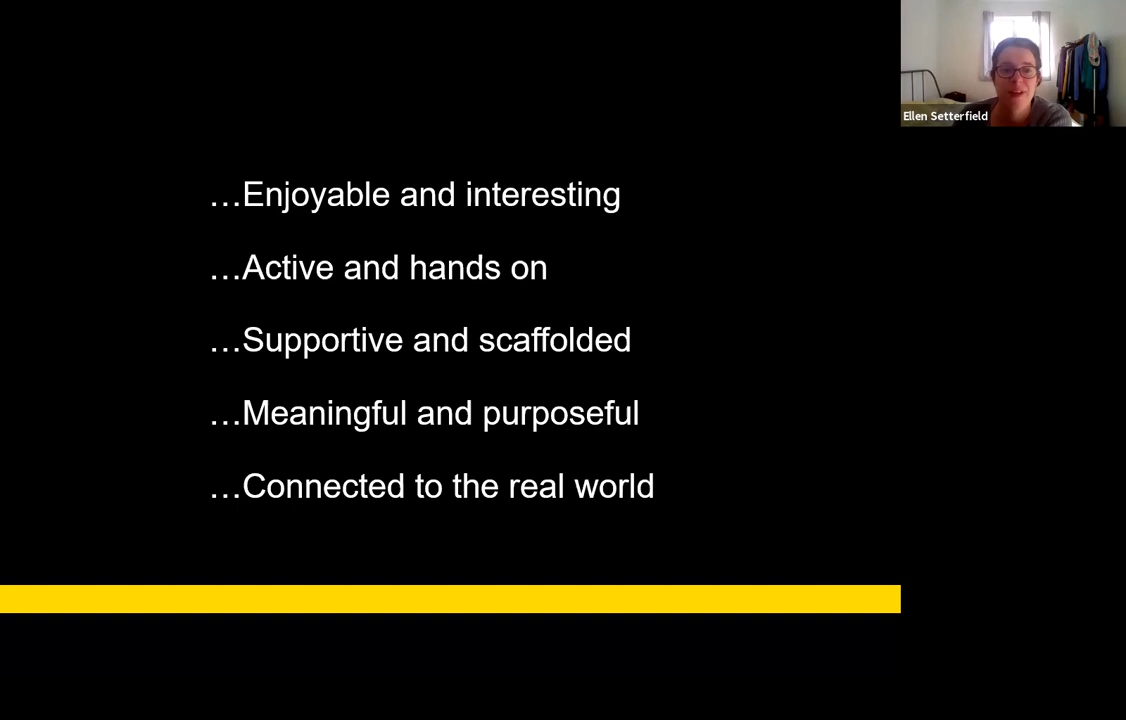 Ellen Setterfield
…Enjoyable and interesting
…Active and hands on
…Supportive and scaffolded
…Meaningful and purposeful
…Connected to the real world